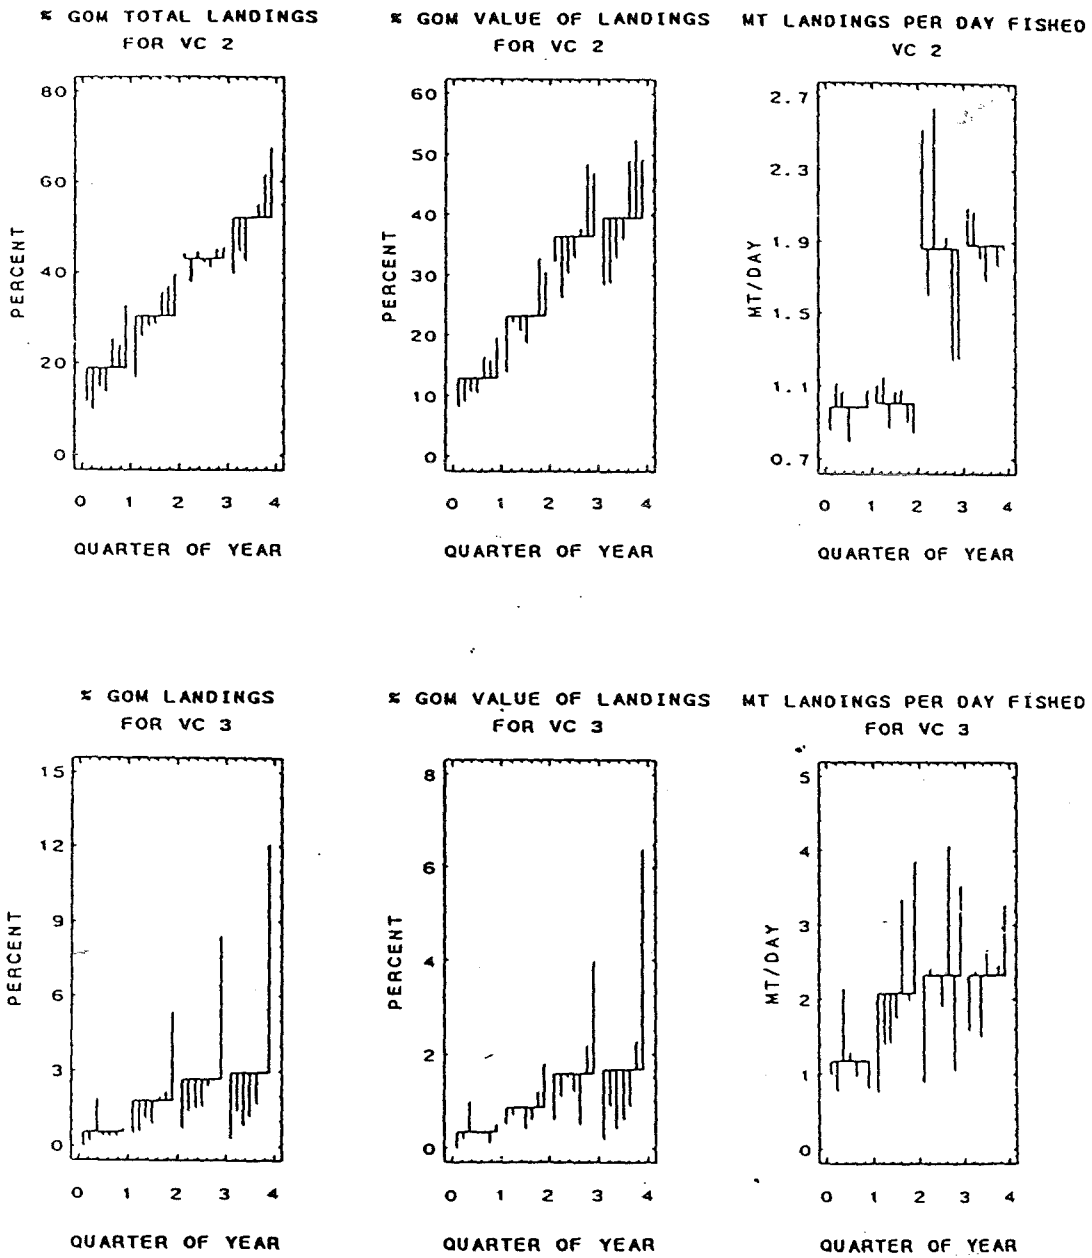 % GOM TOTAL LANDINGS
FOR VC 2
80
60
40
20
0
PERCENT
0 1 2 3 4
QUARTER OF YEAR
% GOM VALUE OF LANDINGS
FOR VC 2
60
50
40
30
20
10
0
PERCENT
0 1 2 3 4
QUARTER OF YEAR
MT LANDINGS PER DAY FISHED
VC 2
2.7
2.3
1.9
1.5
1.1
0.7
MT/DAY
0 1 2 3 4
QUARTER OF YEAR
% GOM LANDINGS
FOR VC 3
15
12
9
6
3
0
PERCENT
0 1 2 3 4
QUARTER OF YEAR
% GOM VALUE OF LANDINGS
FOR VC 3
8
6
4
2
0
PERCENT
0 1 2 3 4
QUARTER OF YEAR
MT LANDINGS PER DAY FISHED
FOR VC 3
5
4
3
2
1
0
MT/DAY
0 1 2 3 4
QUARTER OF YEAR